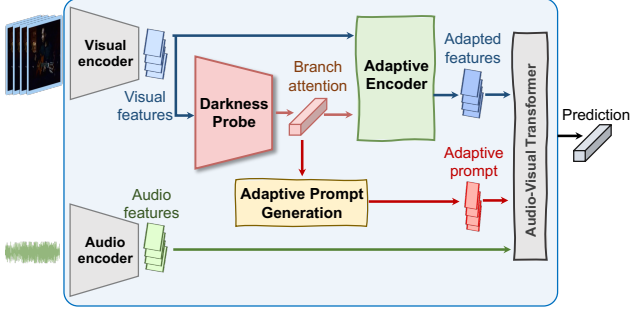 Visual
encoder
Visual
features
Darkness
Probe
Branch
attention
Adaptive
Encoder
Adapted
features
Adaptive Prompt
Generation
Adaptive
prompt
Audio-Visual Transformer
Prediction
Audio
features
Audio
encoder